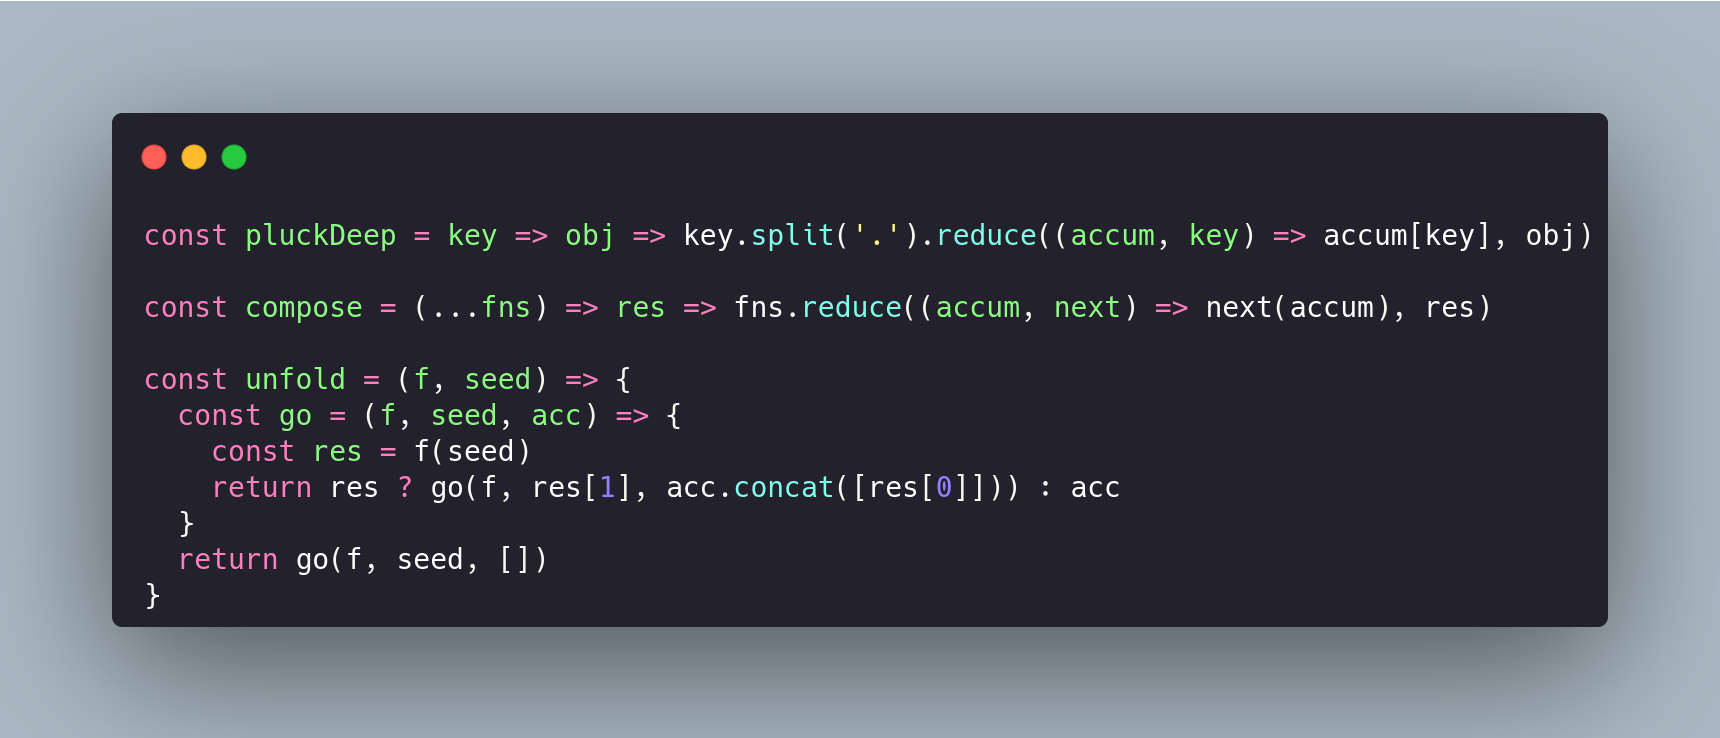 const pluckDeep = key => obj => key.split('.').reduce((accum, key) => accum[key], obj)

const compose = (...fns) => res => fns.reduce((accum, next) => next(accum), res)

const unfold = (f, seed) => {
  const go = (f, seed, acc) => {
    const res = f(seed)
    return res ? go(f, res[1], acc.concat([res[0]])) : acc
  }
  return go(f, seed, [])
}